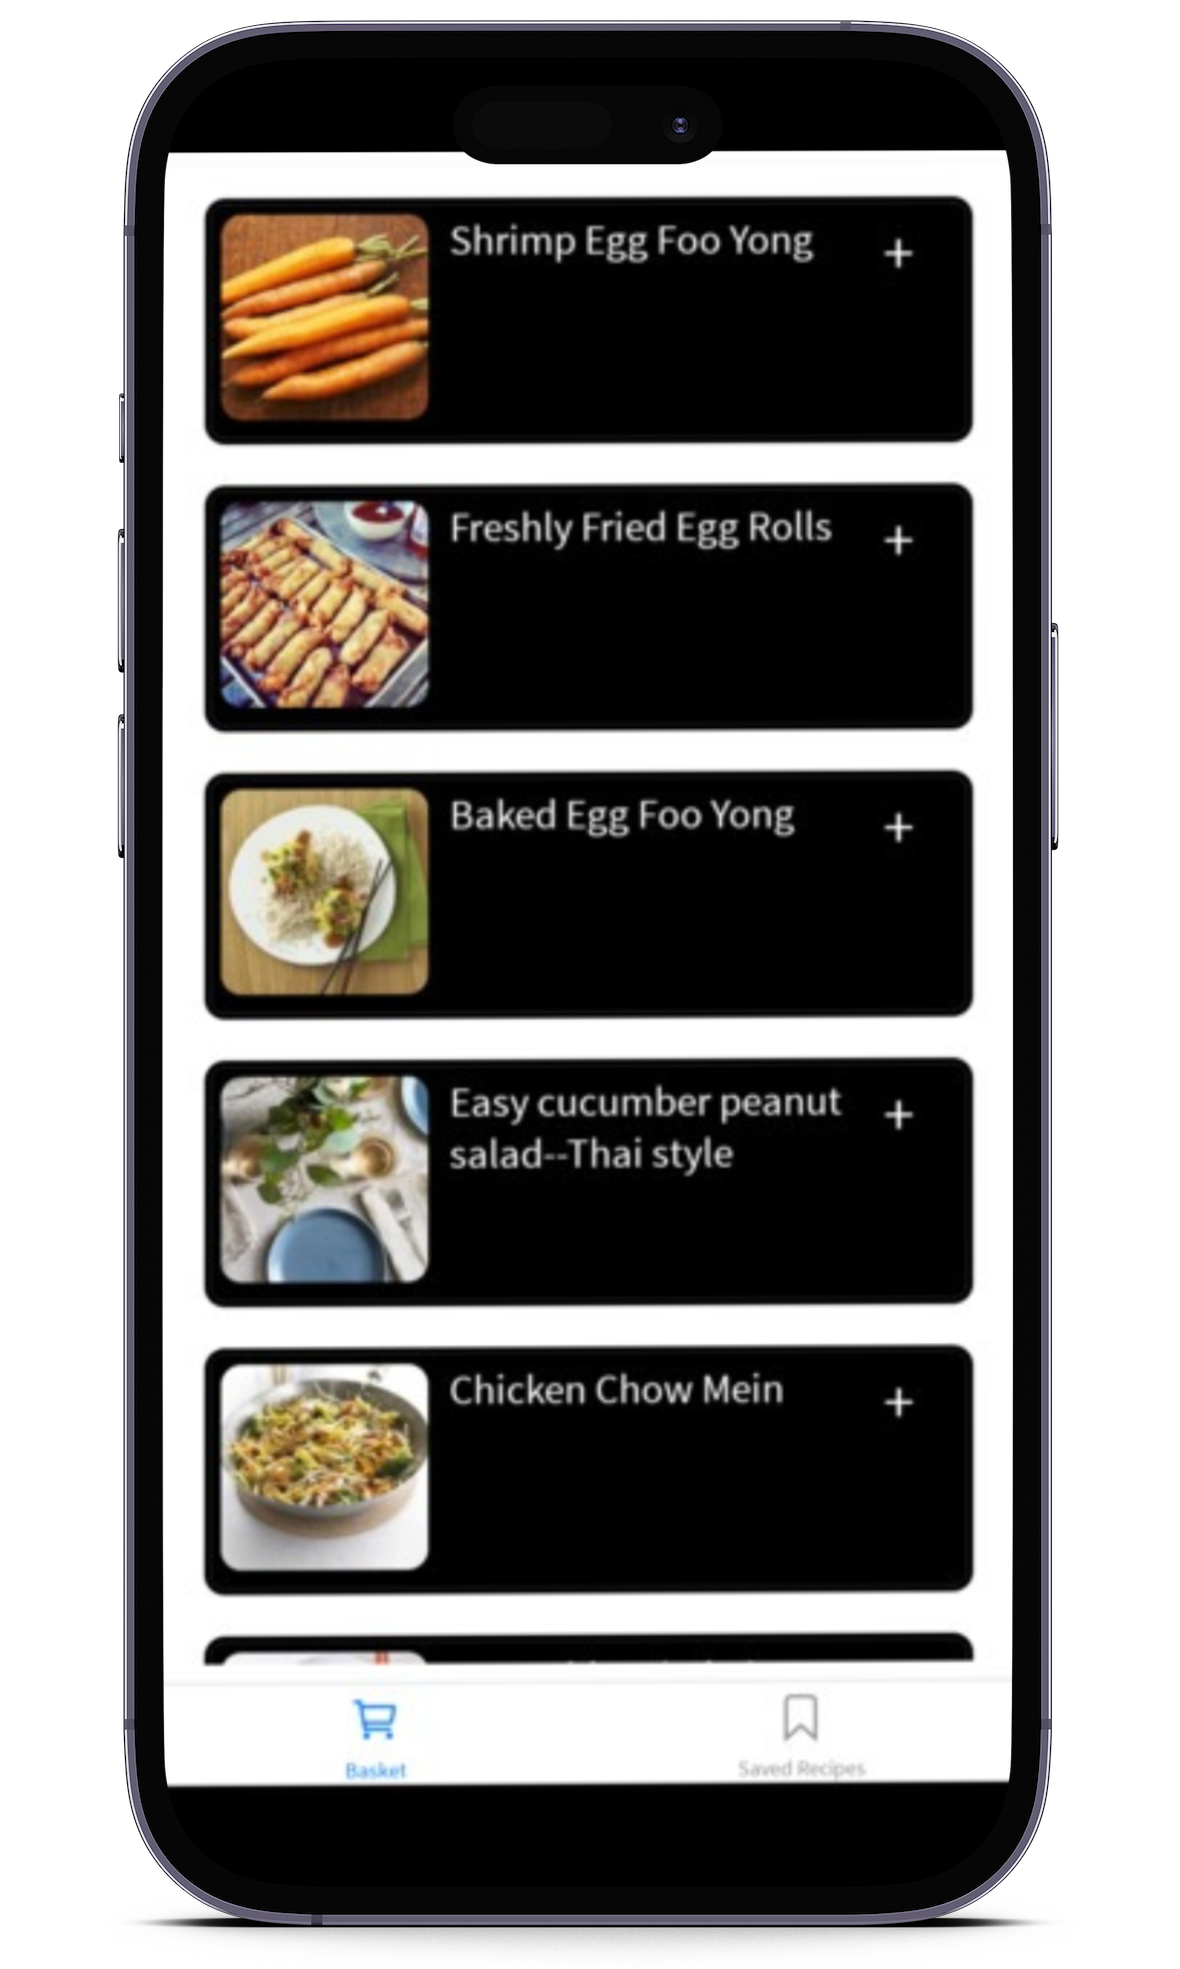 Shrimp Egg Foo Yong
+
Freshly Fried Egg Rolls
+
Baked Egg Foo Yong
+
Easy cucumber peanut
salad--Thai style
+
Chicken Chow Mein
+
Basket
Saved Recipes